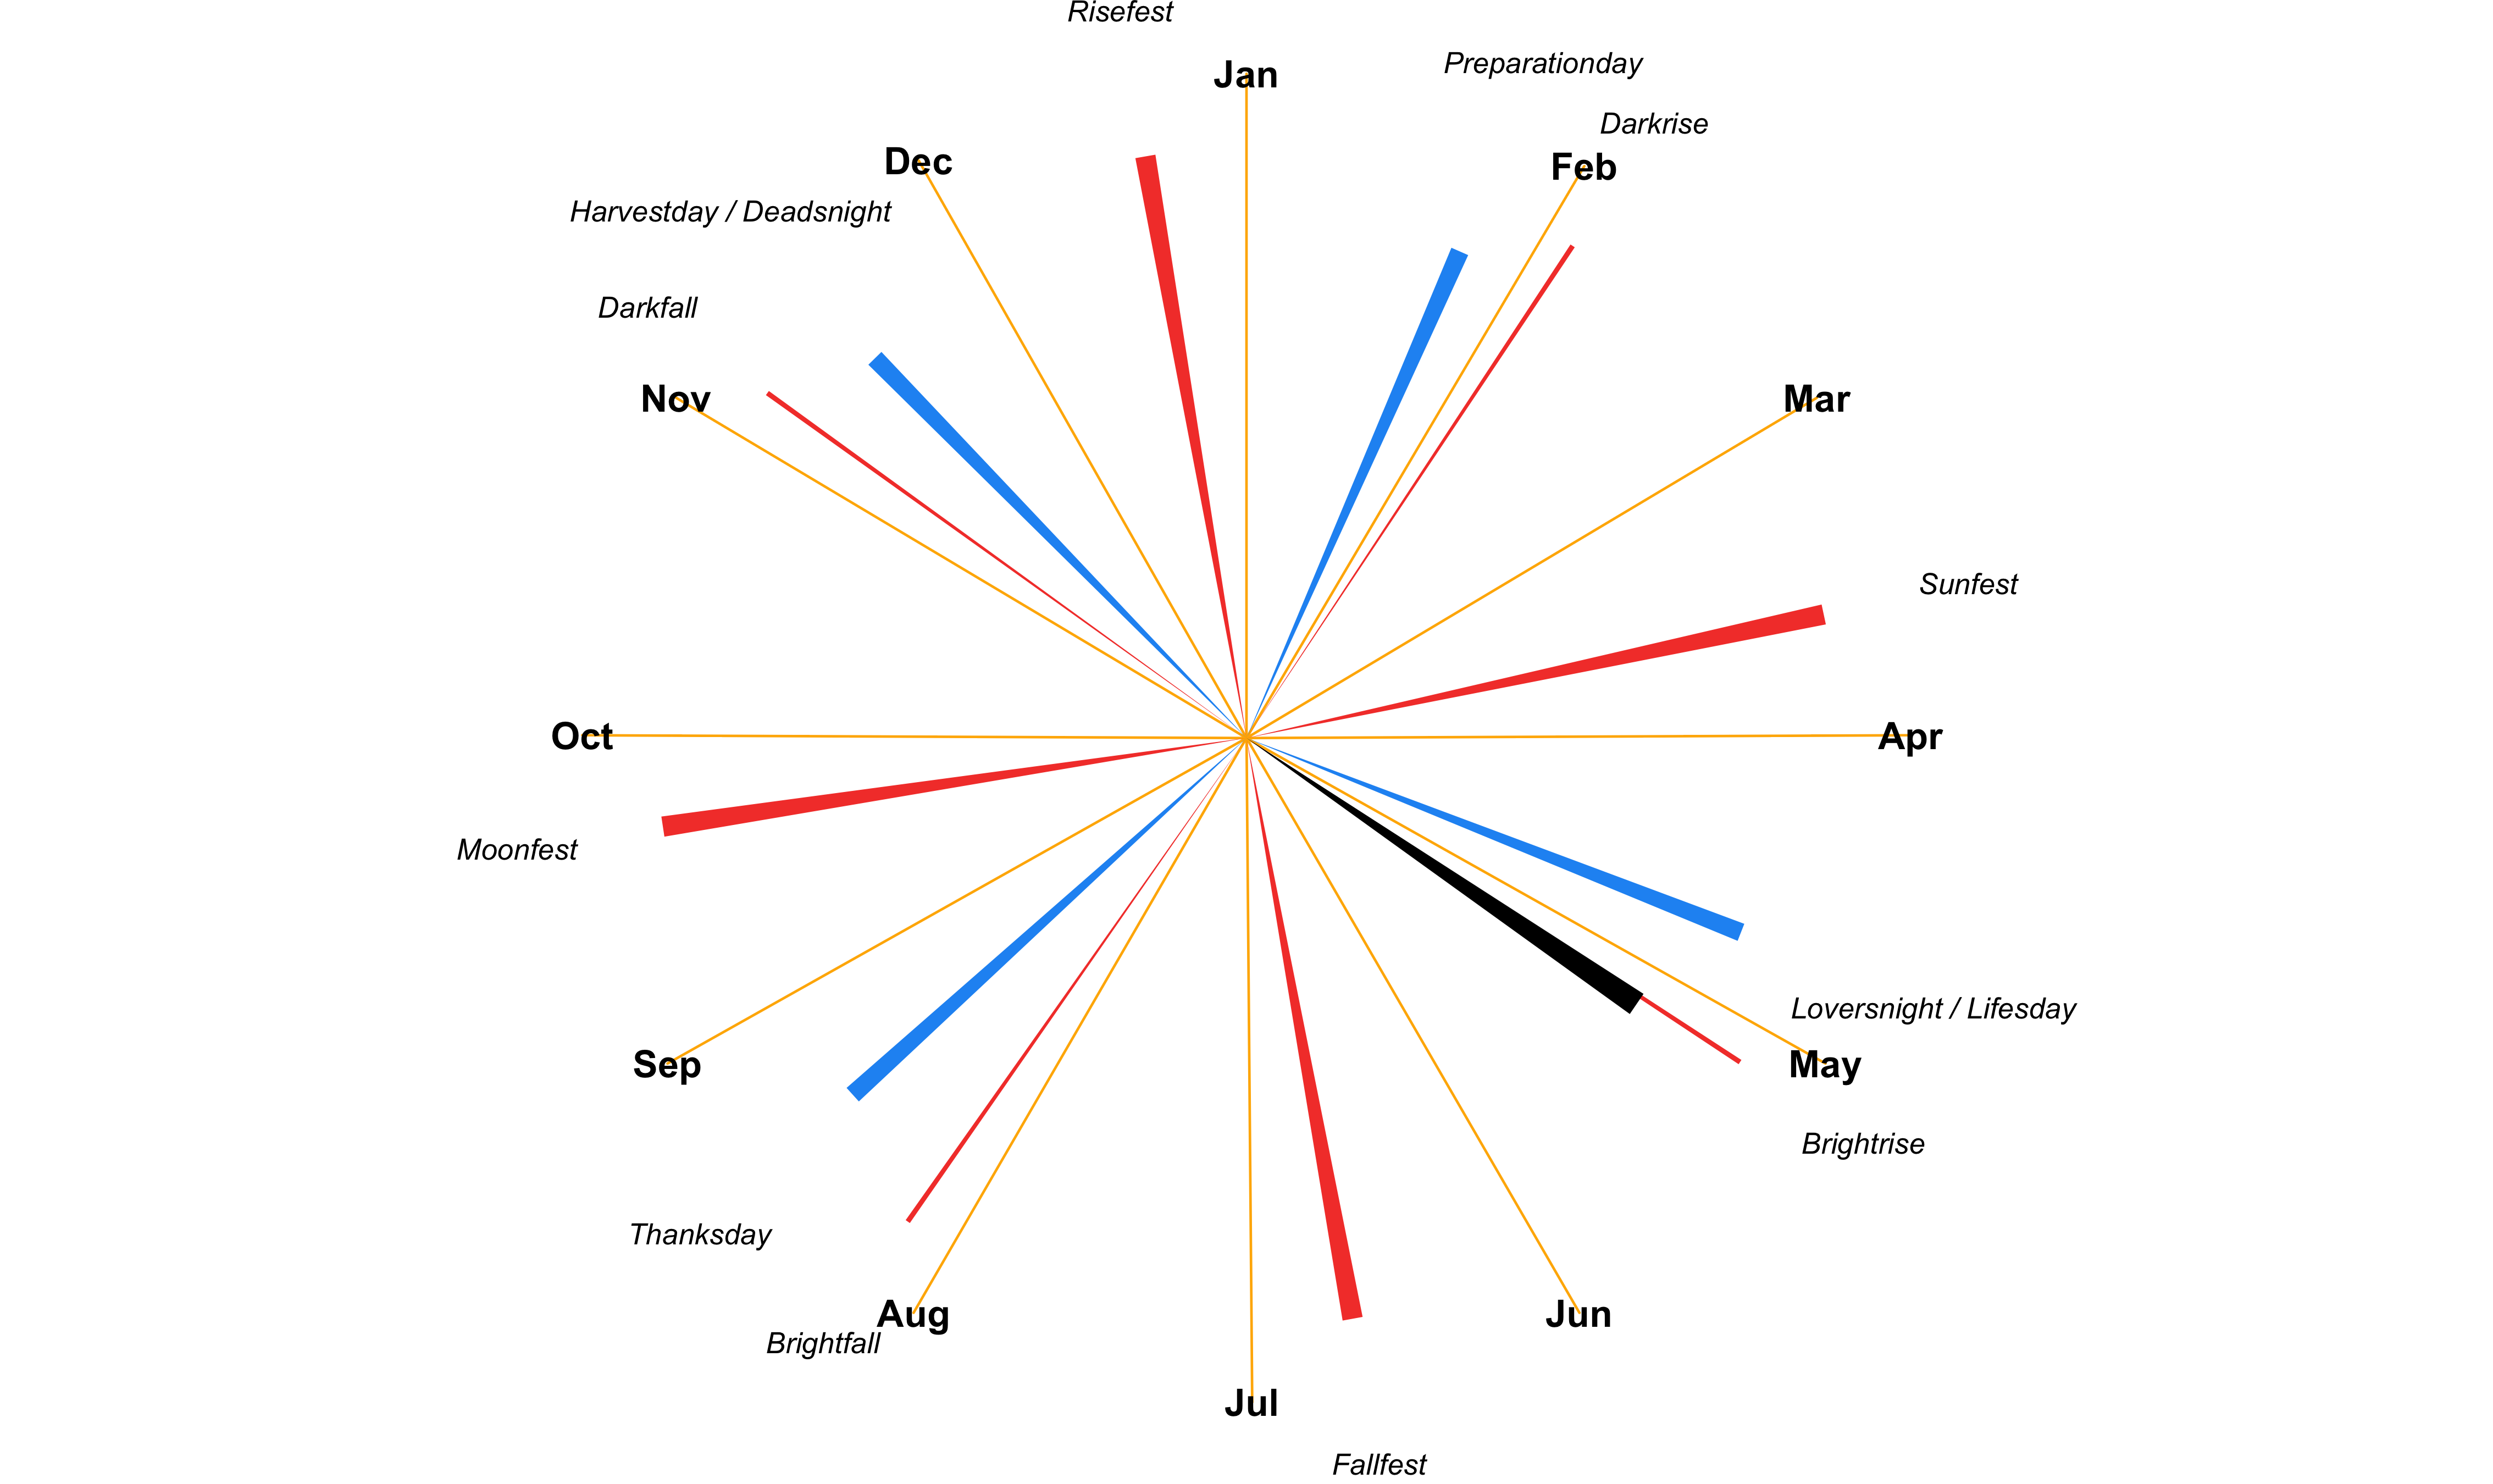 Risefest
Jan
Preparationday
Darkrise
Dec
Feb
Harvestday / Deadsnight
Darkfall
Nov
Mar
Sunfest
Oct
Apr
Moonfest
Loversnight / Lifesday
Sep
May
Brightrise
Thanksday
Aug
Jun
Brightfall
Jul
Fallfest